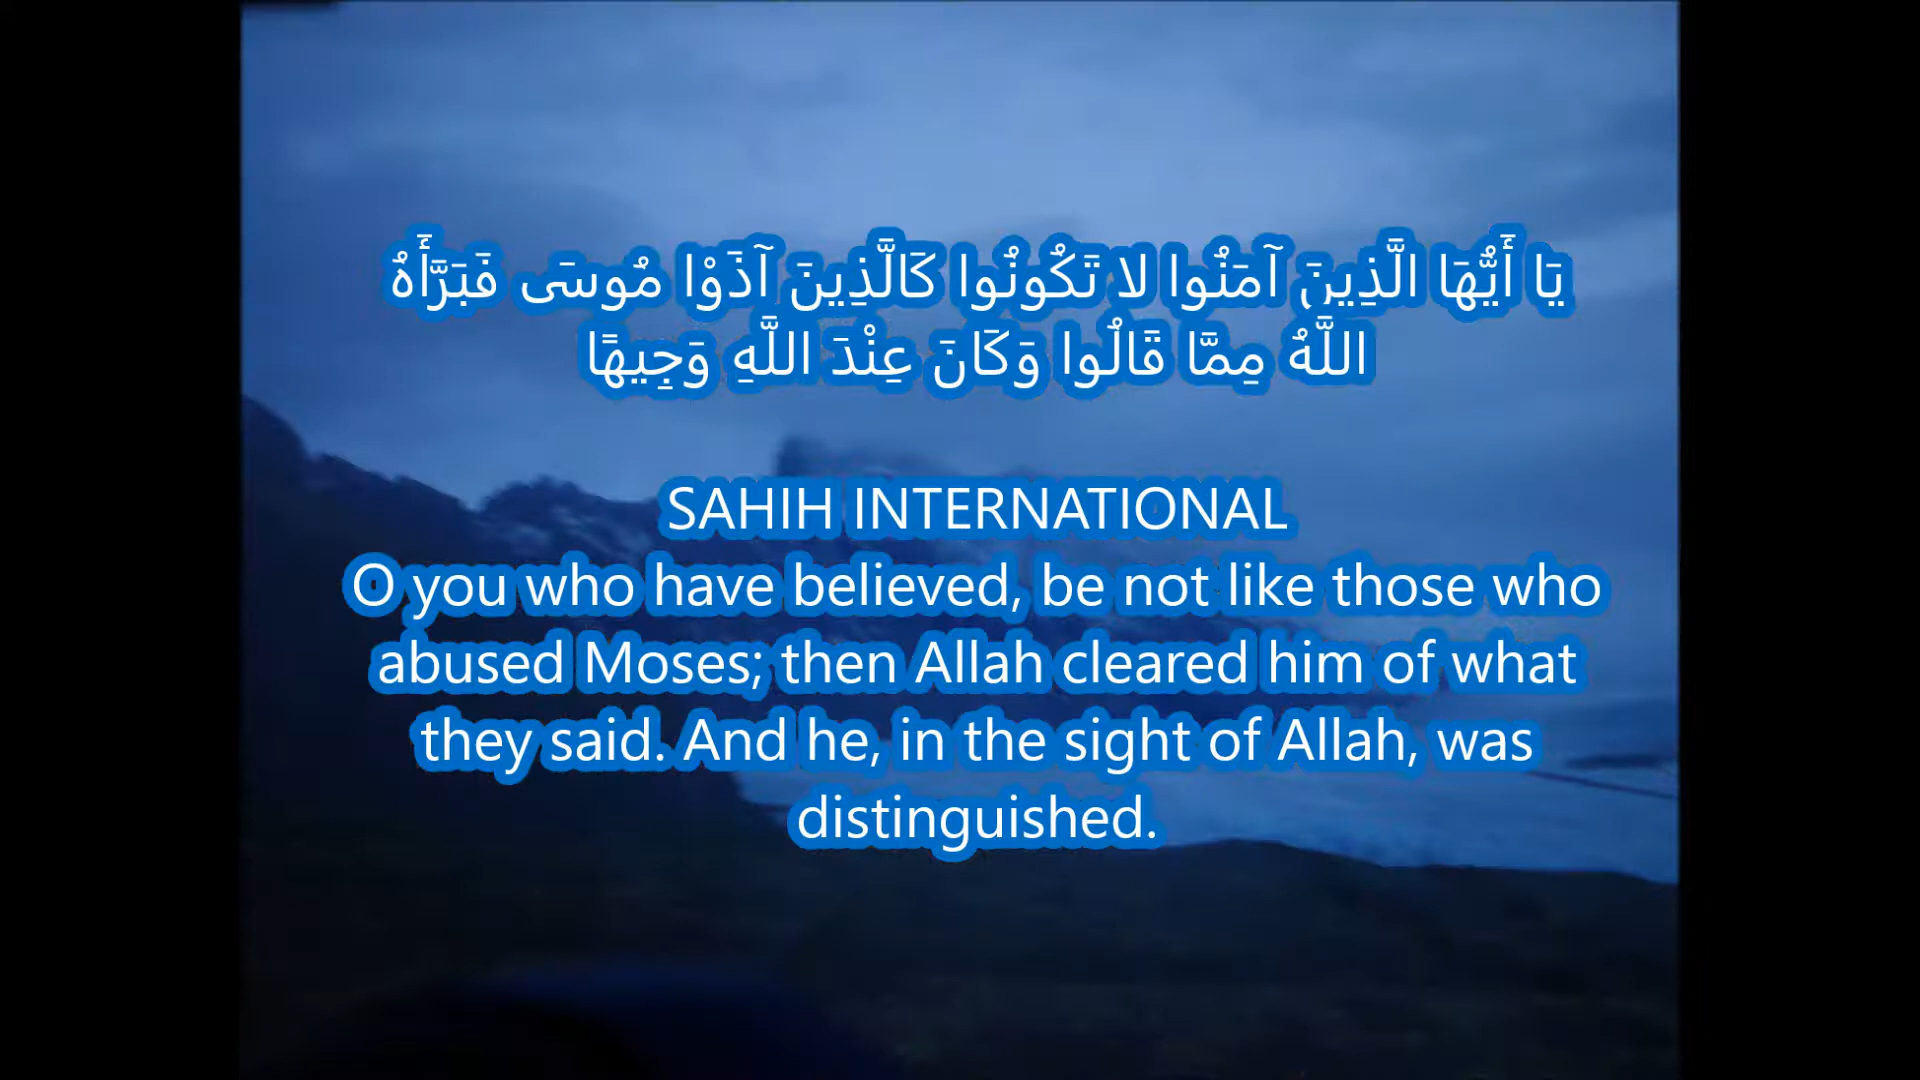 يَا أَيُّهَا الَّذِينَ آمَنُوا لا تَكُونُوا كَالَّذِينَ آذَوْا مُوسَى فَبَرَّأَهُ
اللَّهُ مِمَّا قَالُوا وَكَانَ عِنْدَ اللَّهِ وَجِيهًا
SAHIH INTERNATIONAL
O you who have believed, be not like those who
abused Moses; then Allah cleared him of what
they said. And he, in the sight of Allah, was
distinguished.